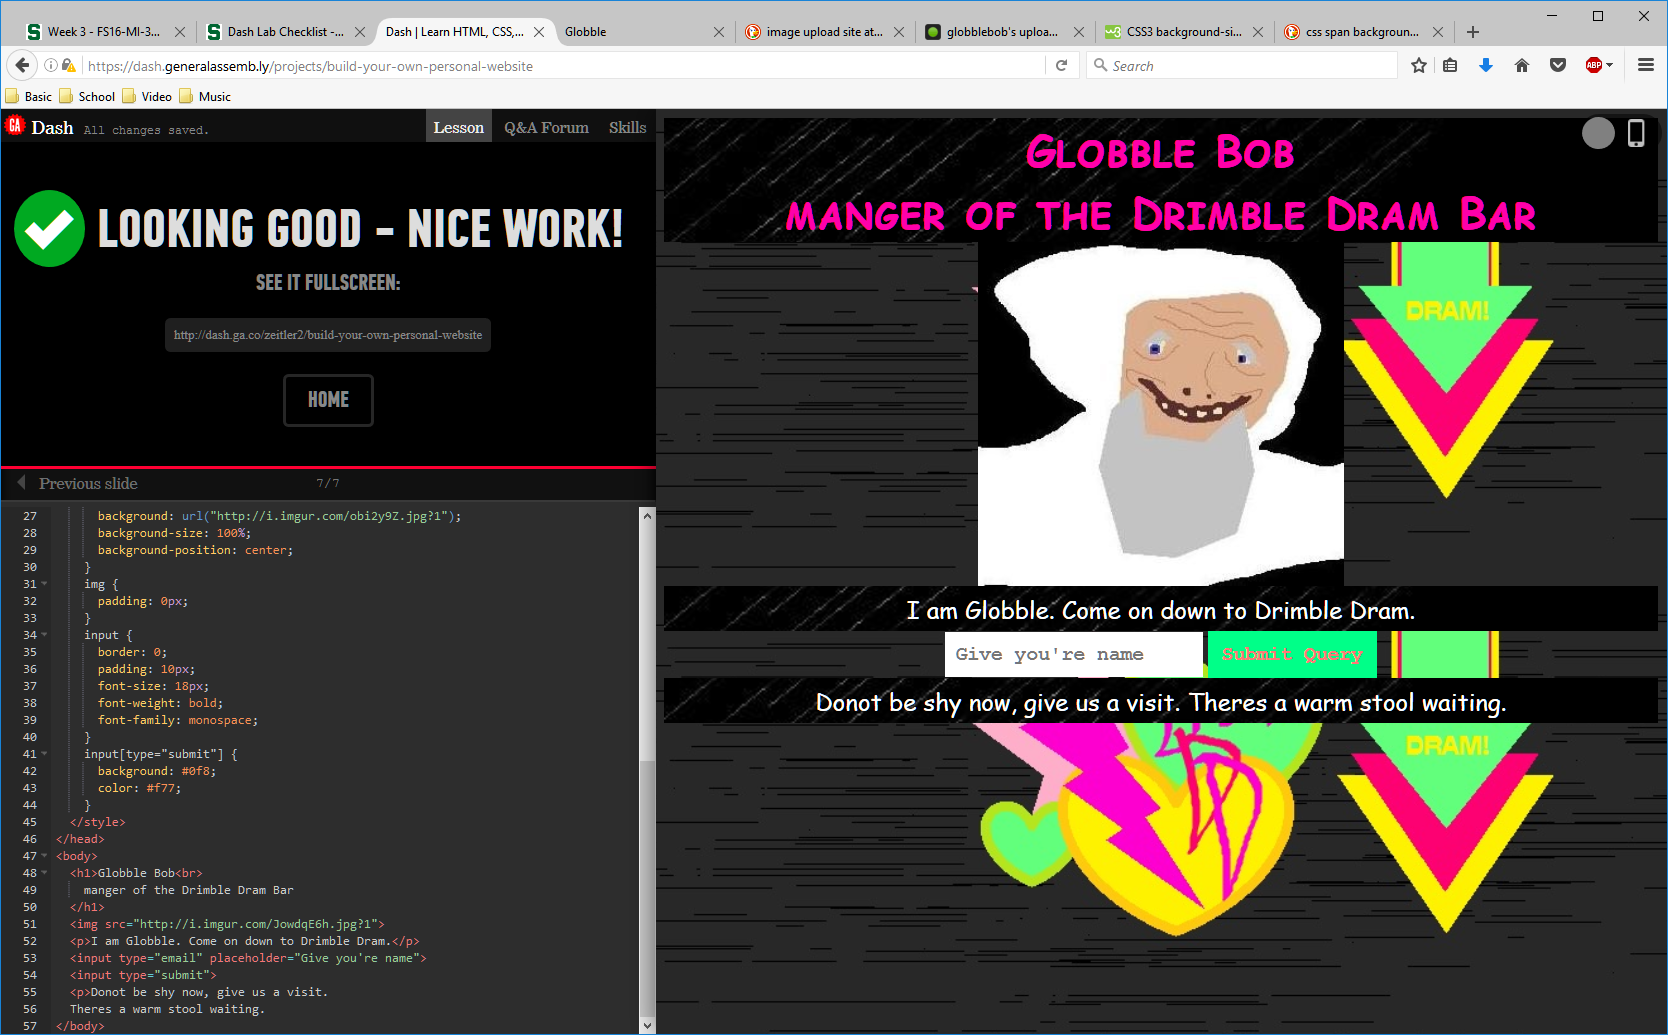 Week 3 - FS16-MI-3...
Dash Lab Checklist -...
Dash | Learn HTML, CSS,...
Globble
image upload site at...
globblebob's uploa...
CSS3 background-si...
css span backgroun...
https://dash.generalassemb.ly/projects/build-your-own-personal-website
Search
ABP
Basic
School
Video
Music
GA
Dash
All changes saved.
Lesson
Q&A Forum
Skills
LOOKING GOOD - NICE WORK!
SEE IT FULLSCREEN:
http://dash.ga.co/zeitler2/build-your-own-personal-website
HOME
Previous slide
7/7
27 background: url("http://i.imgur.com/obi2y9Z.jpg?1");
28 background-size: 100%;
29 background-position: center;
30 }
31 img {
32 padding: 0px;
33 }
34 input {
35 border: 0;
36 padding: 10px;
37 font-size: 18px;
38 font-weight: bold;
39 font-family: monospace;
40 }
41 input[type="submit"] {
42 background: #0f8;
43 color: #f77;
44 }
45 </style>
46 </head>
47 <body>
48 <h1>Globble Bob<br>
49 manger of the Drimble Dram Bar
50 </h1>
51 <img src="http://i.imgur.com/JowdqE6h.jpg?1">
52 <p>I am Globble. Come on down to Drimble Dram.</p>
53 <input type="email" placeholder="Give you're name">
54 <input type="submit">
55 <p>Donot be shy now, give us a visit.
56 Theres a warm stool waiting.
57 </body>
Globble Bob
manger of the Drimble Dram Bar
DRAM!
I am Globble. Come on down to Drimble Dram.
Give you're name
Submit Query
Donot be shy now, give us a visit. Theres a warm stool waiting.
DRAM!